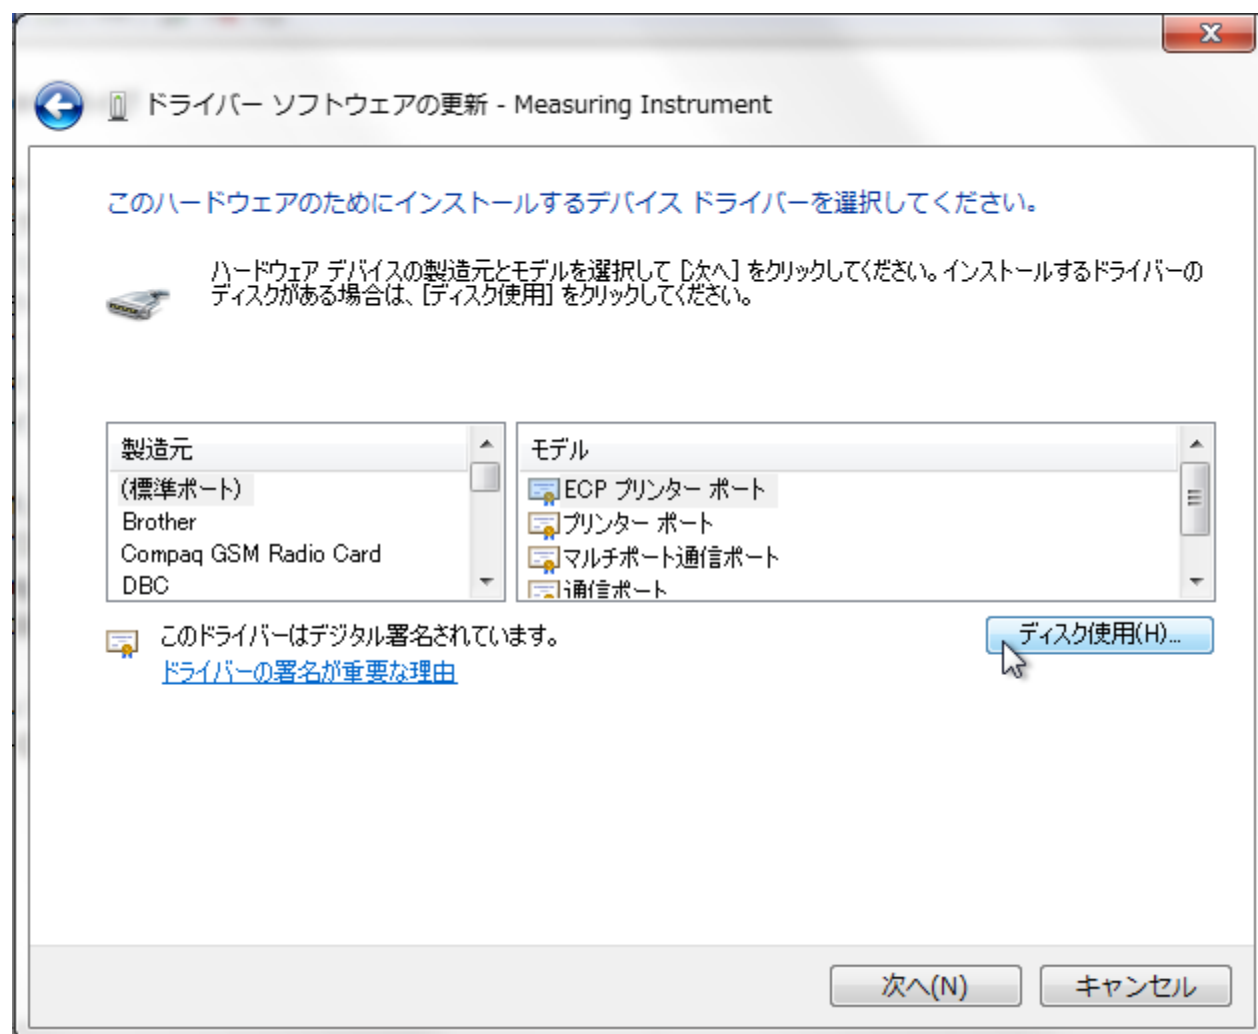 ドライバー ソフトウェアの更新 - Measuring Instrument
このハードウェアのためにインストールするデバイス ドライバーを選択してください。
ハードウェア デバイスの製造元とモデルを選択して [次へ] をクリックしてください。インストールするドライバーの
ディスクがある場合は、[ディスク使用] をクリックしてください。
製造元
(標準ポート)
Brother
Compaq GSM Radio Card
DBC
モデル
ECP プリンター ポート
プリンター ポート
マルチポート通信ポート
通信ポート
このドライバーはデジタル署名されています。
ドライバーの署名が重要な理由
ディスク使用(H)...
次へ(N)
キャンセル